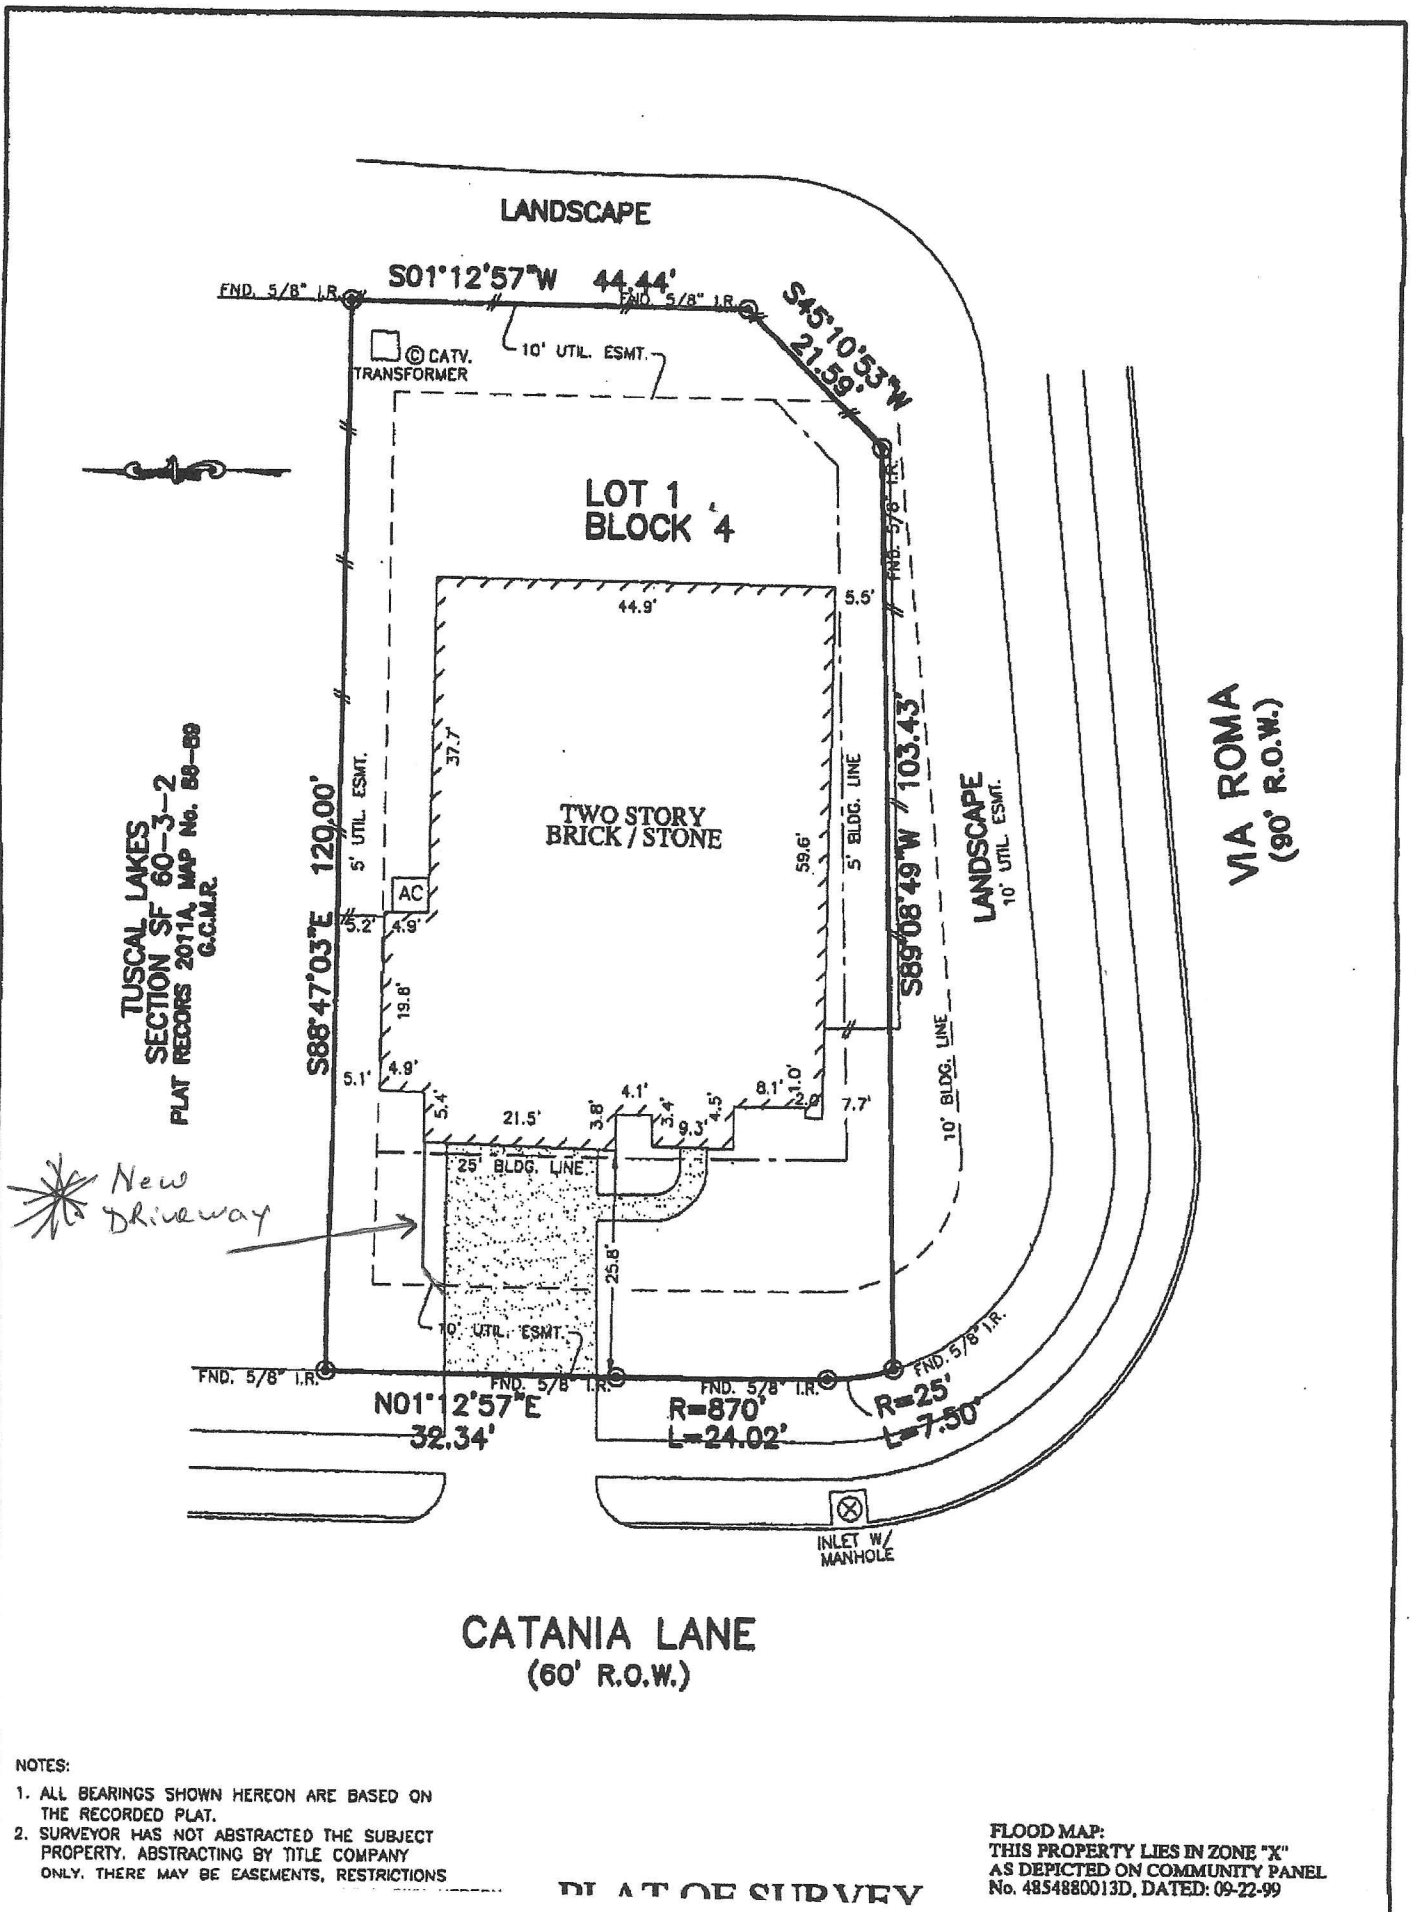 LANDSCAPE
S01°12'57"W 44.44'
FND. 5/8" I.R.
FND. 5/8" I.R.
S45°10'53"W
21.59'
© CATV.
TRANSFORMER
10' UTIL. ESMT.
LOT 1
BLOCK 4
FND. 5/8" I.R.
44.9'
5.5'
37.7'
TWO STORY
BRICK / STONE
59.6'
5' BLDG. LINE
S89°08'49"W 103.43'
LANDSCAPE
10' UTIL. ESMT.
VIA ROMA
(90' R.O.W.)
TUSCAL LAKES
SECTION SF 60-3-2
PLAT RECORS 2011A, MAP No. 88-89
G.C.M.R.
S88°47'03"E 120.00'
5' UTIL. ESMT.
AC
5.2'
4.9'
19.8'
5.1'
4.9'
5.4'
21.5'
3.8'
4.1'
3.4'
9.3'
4.5'
8.1'
1.0'
2.0'
7.7'
10' BLDG. LINE
25' BLDG. LINE
New
Driveway
25.8'
10' UTIL. ESMT.
FND. 5/8" I.R.
FND. 5/8" I.R.
FND. 5/8" I.R.
FND. 5/8" I.R.
N01°12'57"E
32.34'
R=870'
L=24.02'
R=25'
L=7.50'
INLET W/
MANHOLE
CATANIA LANE
(60' R.O.W.)
NOTES:
1. ALL BEARINGS SHOWN HEREON ARE BASED ON
THE RECORDED PLAT.
2. SURVEYOR HAS NOT ABSTRACTED THE SUBJECT
PROPERTY. ABSTRACTING BY TITLE COMPANY
ONLY. THERE MAY BE EASEMENTS, RESTRICTIONS
PLAT OF SURVEY
FLOOD MAP:
THIS PROPERTY LIES IN ZONE "X"
AS DEPICTED ON COMMUNITY PANEL
No. 4854880013D, DATED: 09-22-99